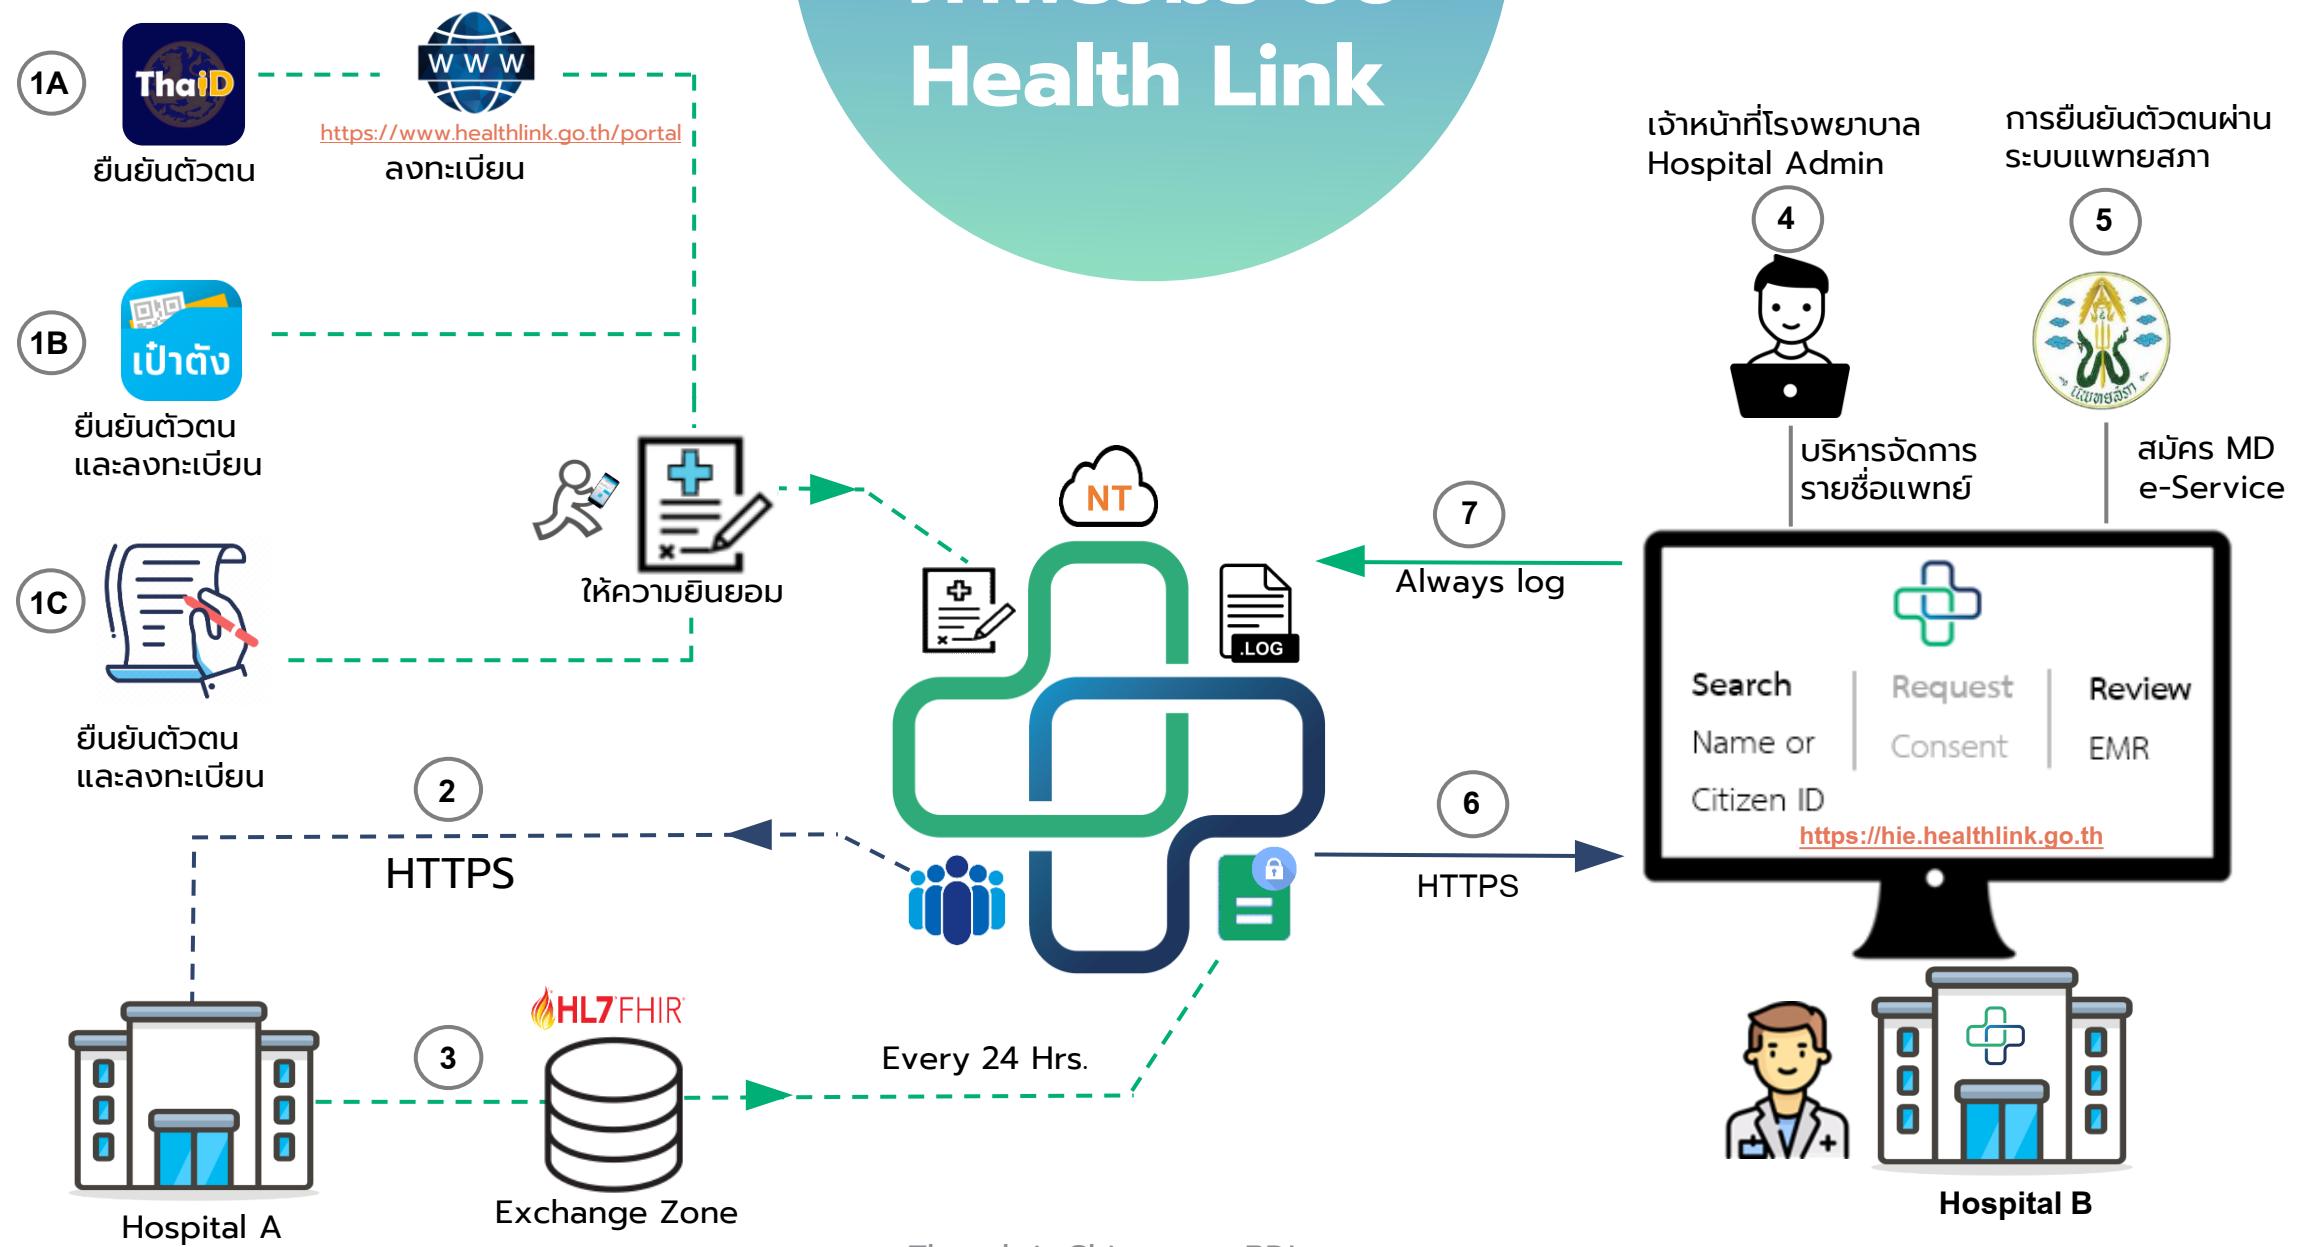 Health Link
1A
ThaiD
WWW
https://www.healthlink.go.th/portal
ยืนยันตัวตน
ลงทะเบียน
1B
เป๋าตัง
ยืนยันตัวตน
และลงทะเบียน
1C
ยืนยันตัวตน
และลงทะเบียน
ให้ความยินยอม
NT
.LOG
เจ้าหน้าที่โรงพยาบาล
Hospital Admin
4
การยืนยันตัวตนผ่าน
ระบบแพทยสภา
5
แพทยสภา
บริหารจัดการ
รายชื่อแพทย์
สมัคร MD
e-Service
7
Always log
Search
Name or
Citizen ID
Request
Consent
Review
EMR
https://hie.healthlink.go.th
2
HTTPS
6
HTTPS
HL7 FHIR
3
Every 24 Hrs.
Hospital A
Exchange Zone
Hospital B